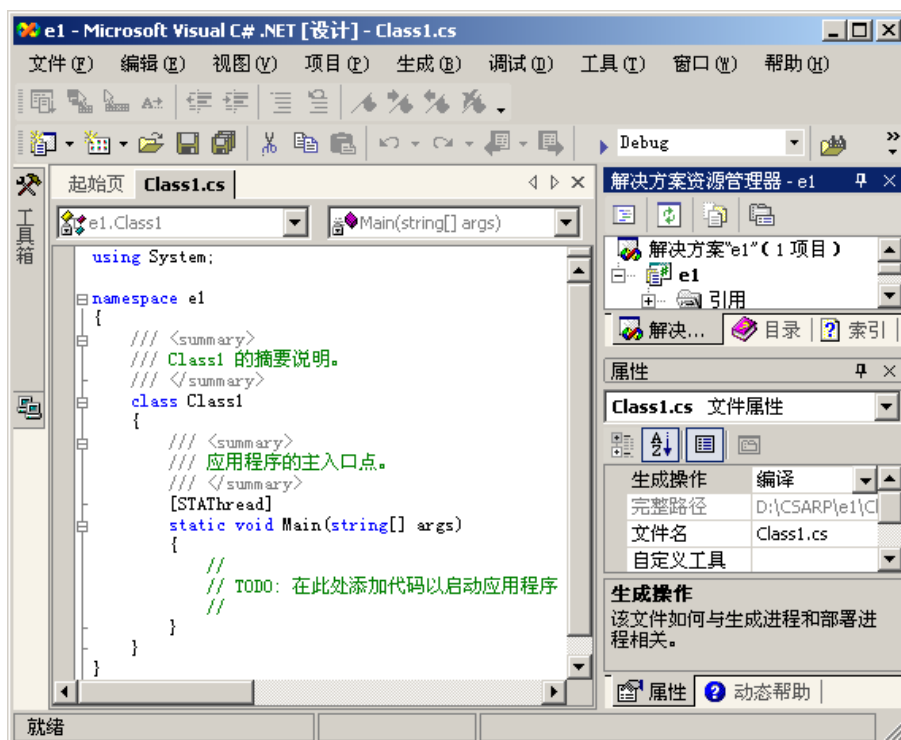 e1 - Microsoft Visual C# .NET [设计] - Class1.cs
文件(F) 编辑(E) 视图(V) 项目(P) 生成(B) 调试(D) 工具(T) 窗口(W) 帮助(H)
Debug
工具箱
起始页 Class1.cs
e1.Class1 Main(string[] args)
using System;
namespace e1
{
/// <summary>
/// Class1 的摘要说明。
/// </summary>
class Class1
{
/// <summary>
/// 应用程序的主入口点。
/// </summary>
[STAThread]
static void Main(string[] args)
{
//
// TODO: 在此处添加代码以启动应用程序
//
}
}
}
解决方案资源管理器 - e1
解决方案"e1"(1 项目)
e1
引用
解决... 目录 索引
属性
Class1.cs 文件属性
生成操作 编译
完整路径 D:\CSARP\e1\Cl
文件名 Class1.cs
自定义工具
生成操作
该文件如何与生成进程和部署进
程相关。
属性 动态帮助
就绪